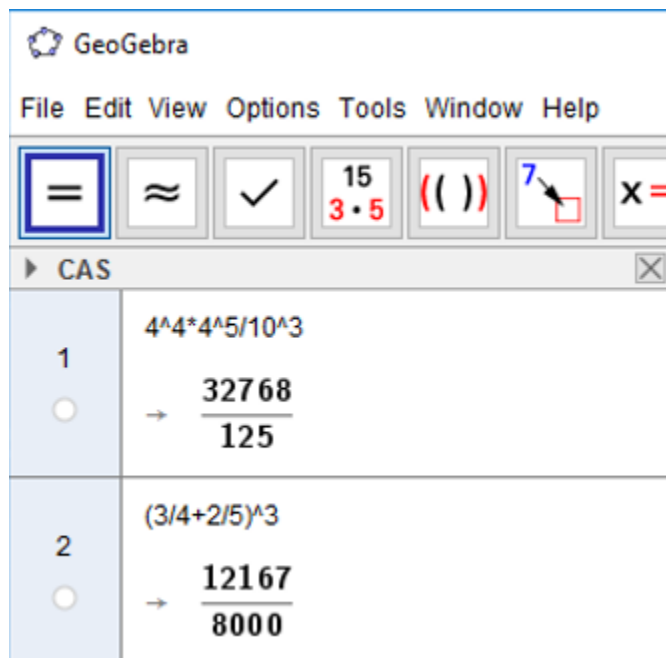 GeoGebra
File Edit View Options Tools Window Help
= ≈ ✓ 15 (( )) 7 x =
3 · 5
CAS
1
4^4*4^5/10^3
→ 32768
125
2
(3/4+2/5)^3
→ 12167
8000